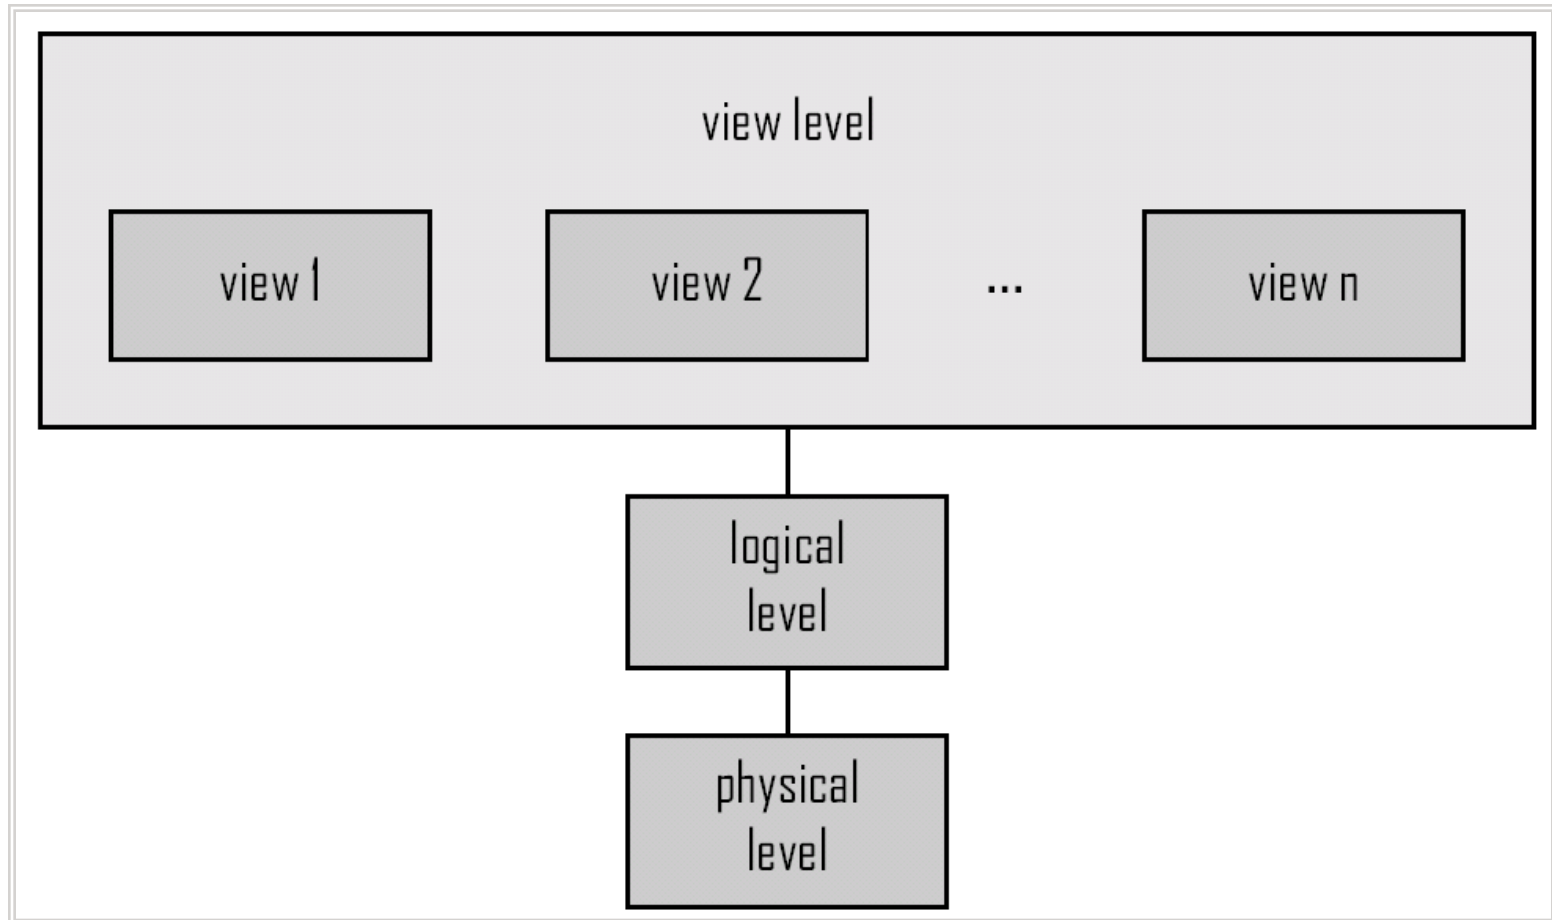 view level
view 1
view 2
...
view n
logical
level
physical
level